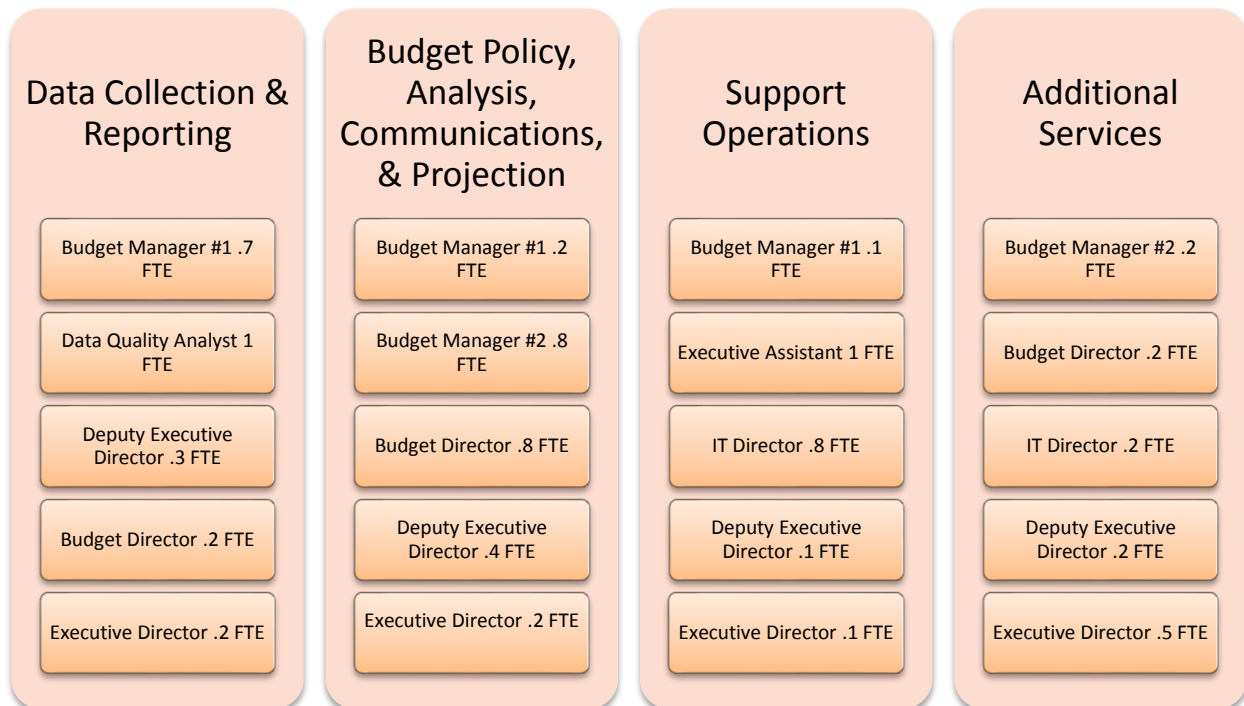 Data Collection &
Reporting
Budget Manager #1 .7
FTE
Data Quality Analyst 1
FTE
Deputy Executive
Director .3 FTE
Budget Director .2 FTE
Executive Director .2 FTE
Budget Policy,
Analysis,
Communications,
& Projection
Budget Manager #1 .2
FTE
Budget Manager #2 .8
FTE
Budget Director .8 FTE
Deputy Executive
Director .4 FTE
Executive Director .2 FTE
Support
Operations
Budget Manager #1 .1
FTE
Executive Assistant 1 FTE
IT Director .8 FTE
Deputy Executive
Director .1 FTE
Executive Director .1 FTE
Additional
Services
Budget Manager #2 .2
FTE
Budget Director .2 FTE
IT Director .2 FTE
Deputy Executive
Director .2 FTE
Executive Director .5 FTE